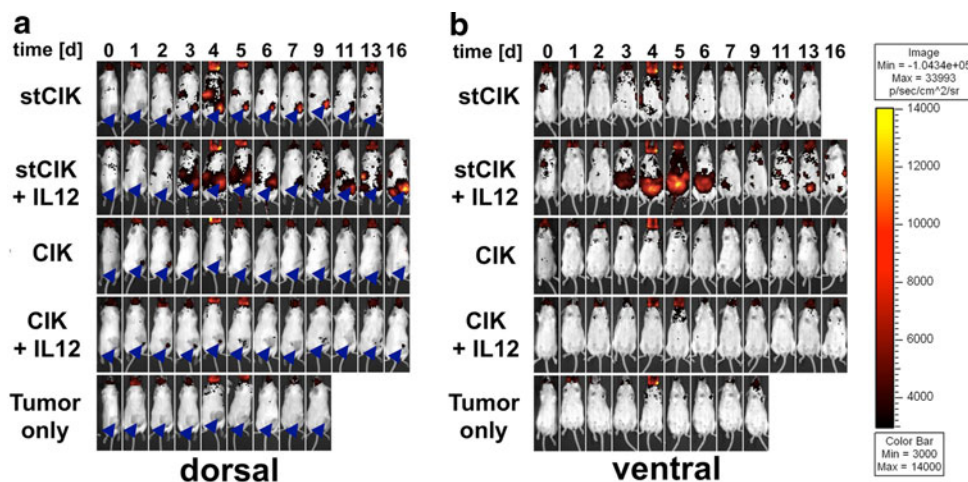 a
time [d] 0 1 2 3 4 5 6 7 9 11 13 16
stCIK
stCIK
+ IL12
CIK
CIK
+ IL12
Tumor
only
dorsal
b
time [d] 0 1 2 3 4 5 6 7 9 11 13 16
stCIK
stCIK
+ IL12
CIK
CIK
+ IL12
Tumor
only
ventral
Image
Min = -1.0434e+05
Max = 33993
p/sec/cm^2/sr
14000
12000
10000
8000
6000
4000
Color Bar
Min = 3000
Max = 14000